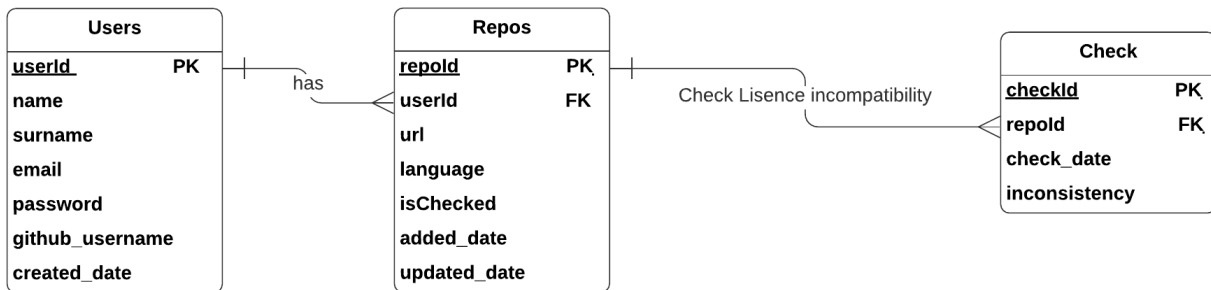 Users
userId PK
name
surname
email
password
github_username
created_date
has
Repos
repoId PK
userId FK
url
language
isChecked
added_date
updated_date
Check Lisence incompatibility
Check
checkId PK
repoId FK
check_date
inconsistency